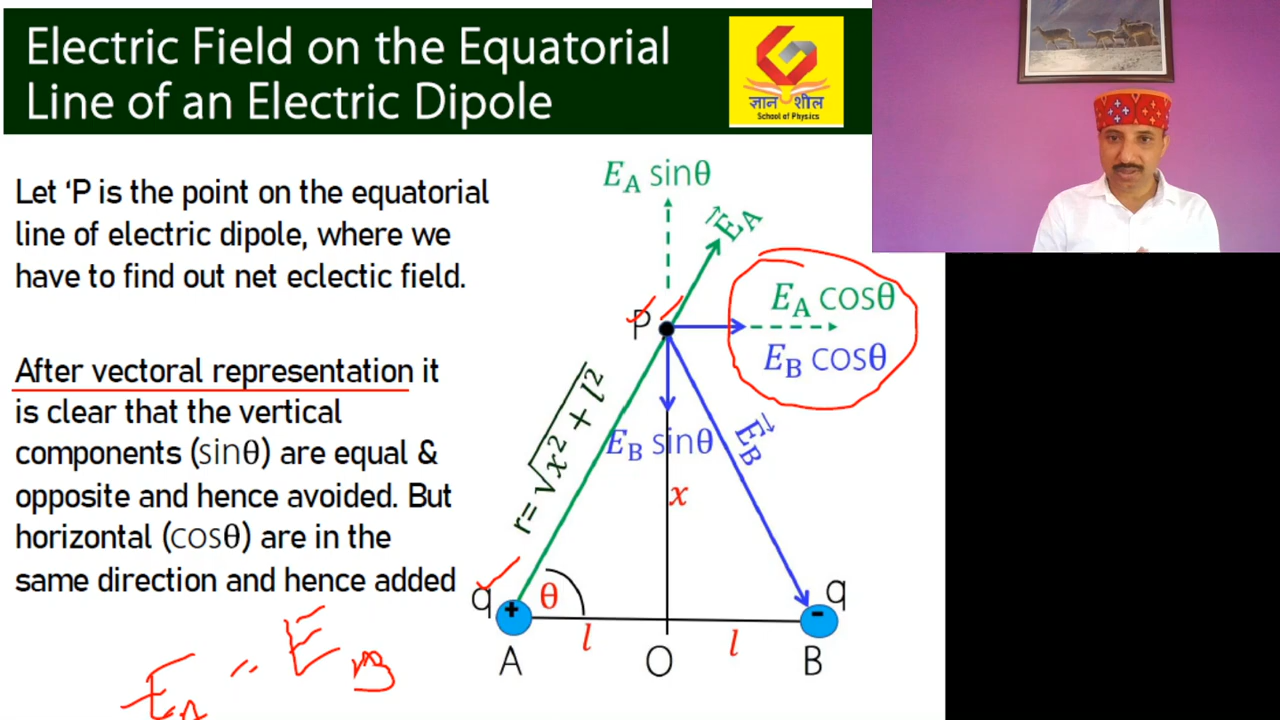 Electric Field on the Equatorial
Line of an Electric Dipole
ज्ञान शील
School of Physics
Let 'P is the point on the equatorial
line of electric dipole, where we
have to find out net eclectic field.
After vectoral representation it
is clear that the vertical
components (sinθ) are equal &
opposite and hence avoided. But
horizontal (cosθ) are in the
same direction and hence added
E_A = E_B
E_A sinθ
E_A
P
E_A cosθ
E_B cosθ
r=√x²+l²
E_B sinθ
E_B
x
q
+
θ
l
l
q
-
A
O
B